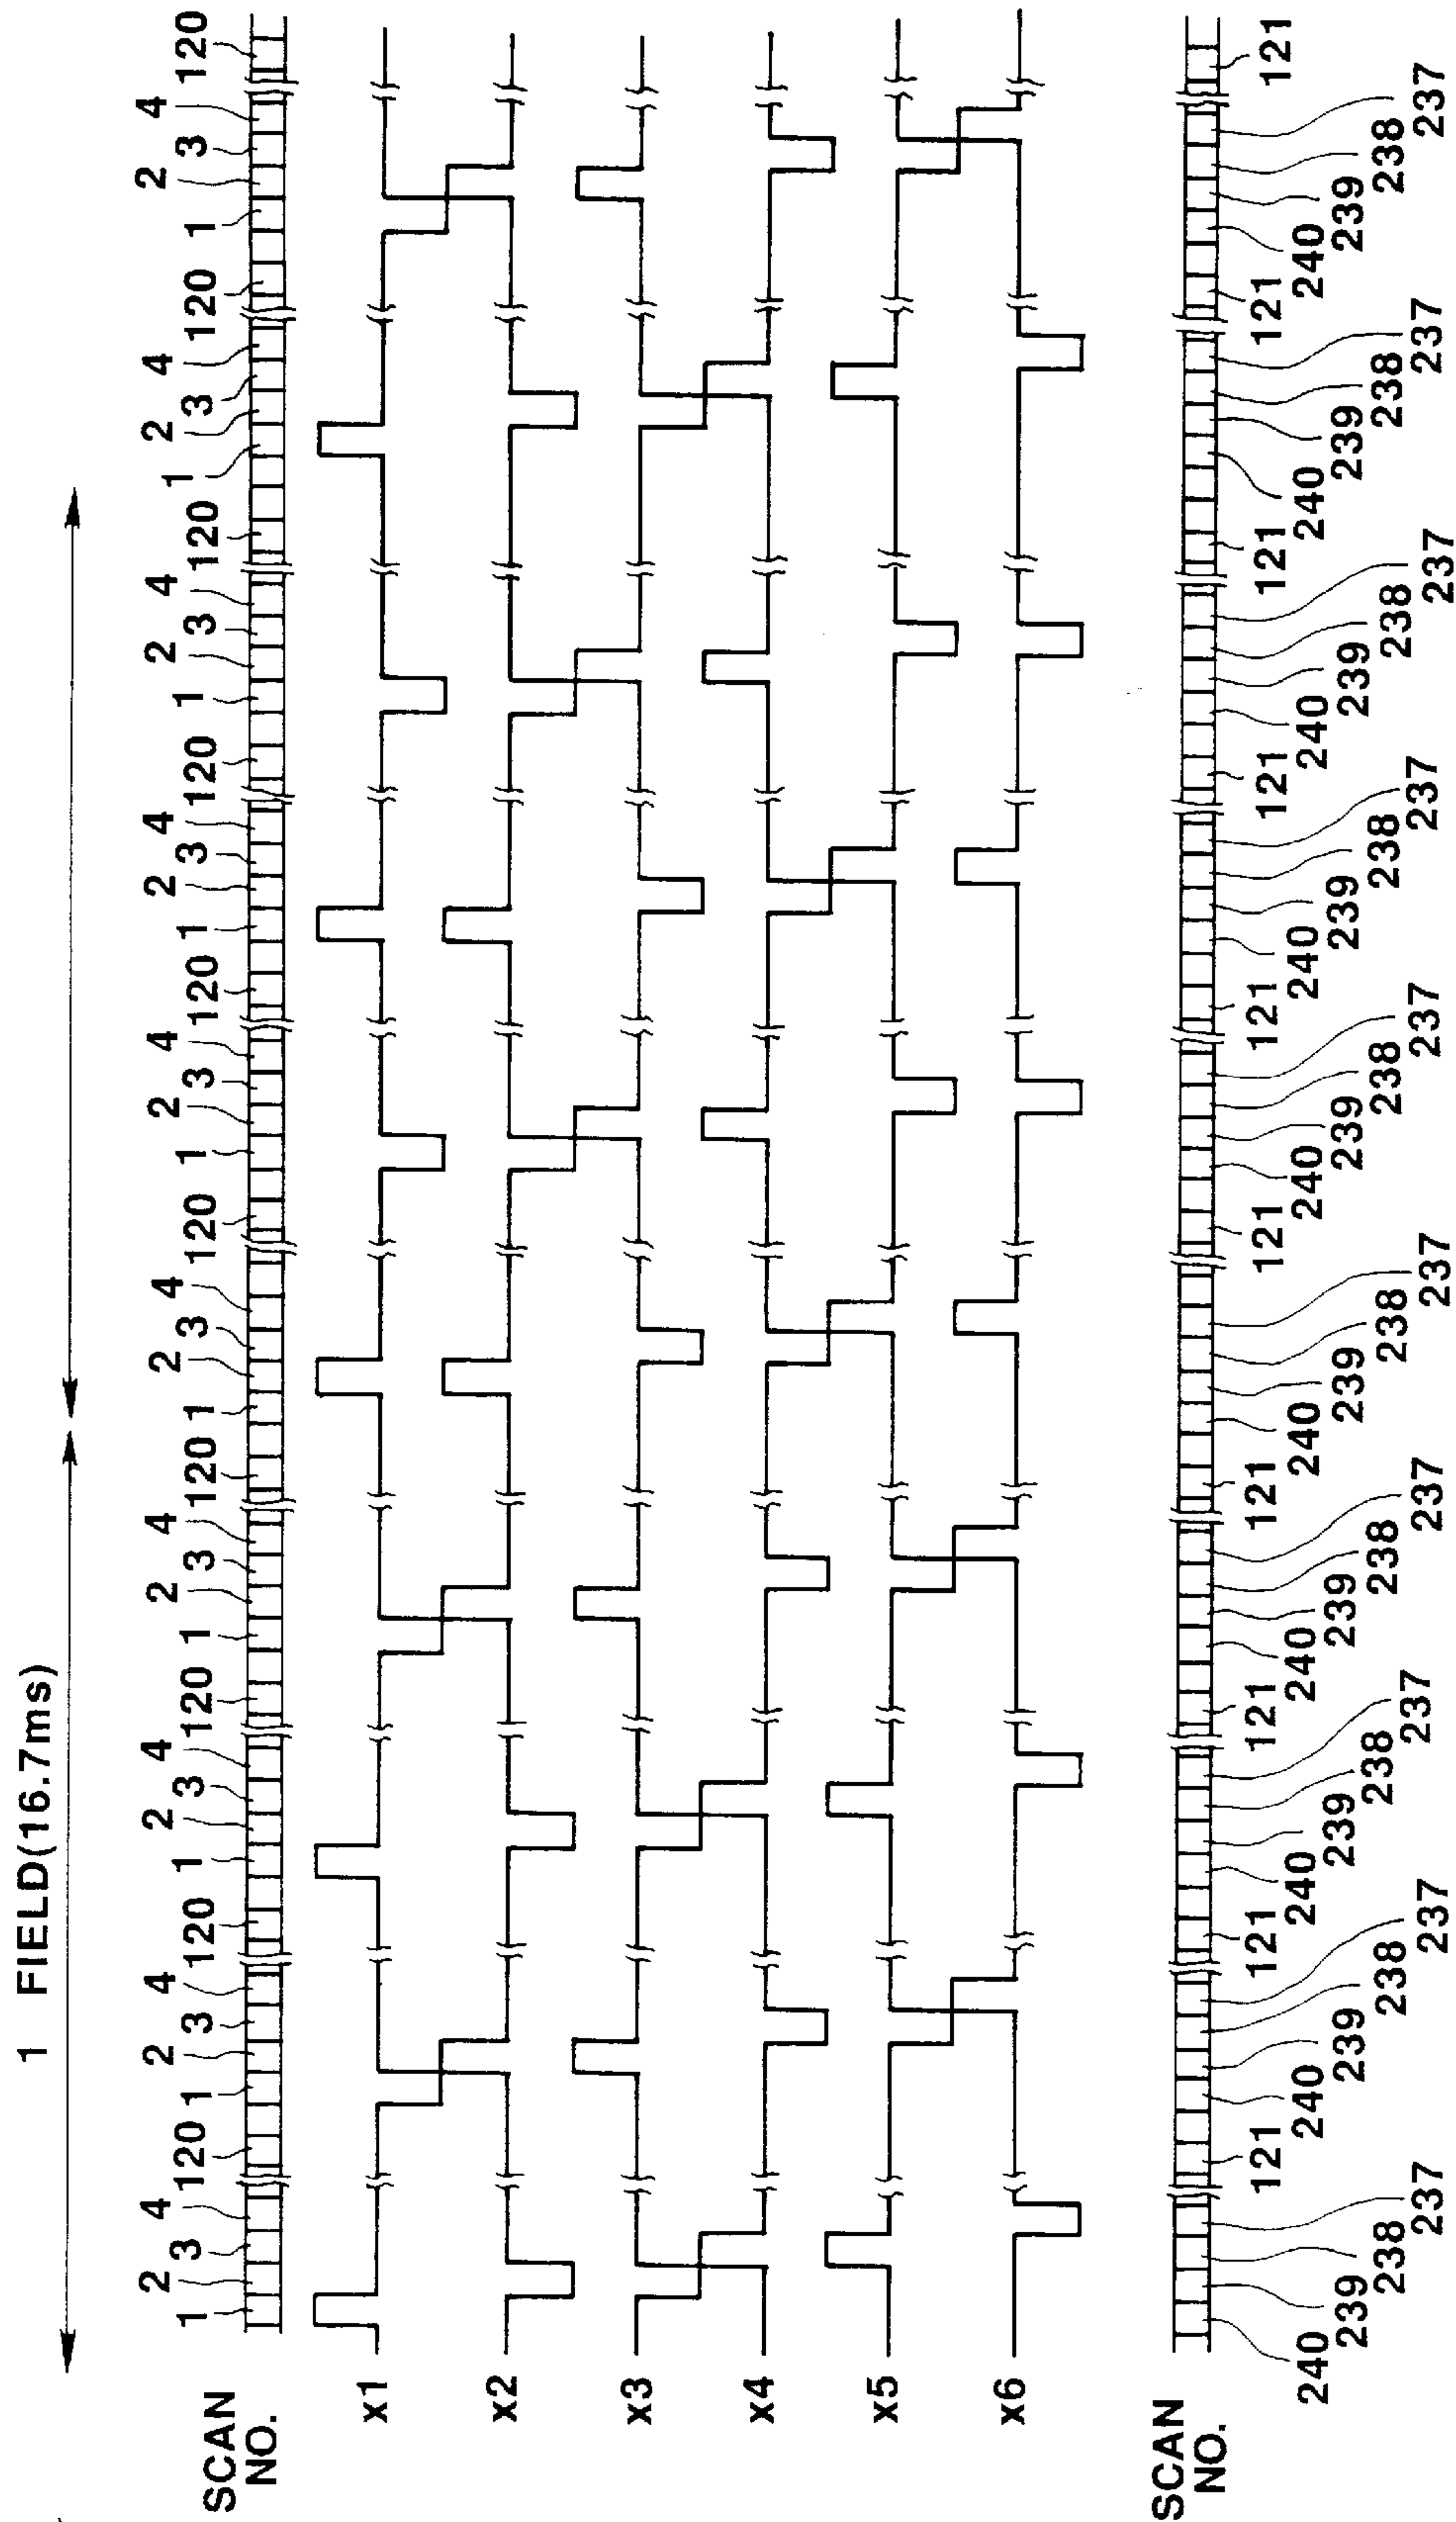 1 FIELD(16.7ms)
SCAN NO. 1 2 3 4 120 1 2 3 4 120 1 2 3 4 120 1 2 3 4 120 1 2 3 4 120 1 2 3 4 120 1 2 3 4 120 1 2 3 4 120 1 2 3 4 120 1 2 3 4 120
x1
x2
x3
x4
x5
x6
SCAN NO. 240 239 238 237 121 240 239 238 237 121 240 239 238 237 121 240 239 238 237 121 240 239 238 237 121 240 239 238 237 121 240 239 238 237 121 240 239 238 237 121 240 239 238 237 121 240 239 238 237 121